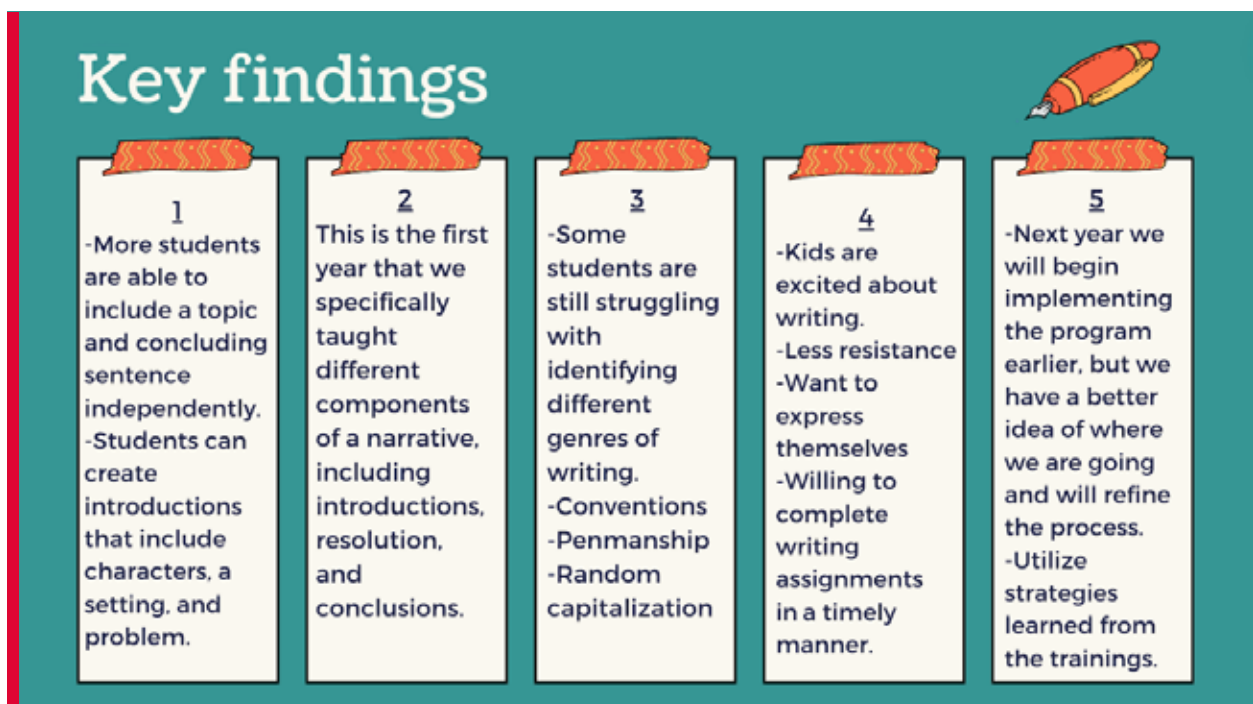 Key findings
1
-More students
are able to
include a topic
and concluding
sentence
independently.
-Students can
create
introductions
that include
characters, a
setting, and
problem.
2
This is the first
year that we
specifically
taught
different
components
of a narrative,
including
introductions,
resolution,
and
conclusions.
3
-Some
students are
still struggling
with
identifying
different
genres of
writing.
-Conventions
-Penmanship
-Random
capitalization
4
-Kids are
excited about
writing.
-Less resistance
-Want to
express
themselves
-Willing to
complete
writing
assignments
in a timely
manner.
5
-Next year we
will begin
implementing
the program
earlier, but we
have a better
idea of where
we are going
and will refine
the process.
-Utilize
strategies
learned from
the trainings.